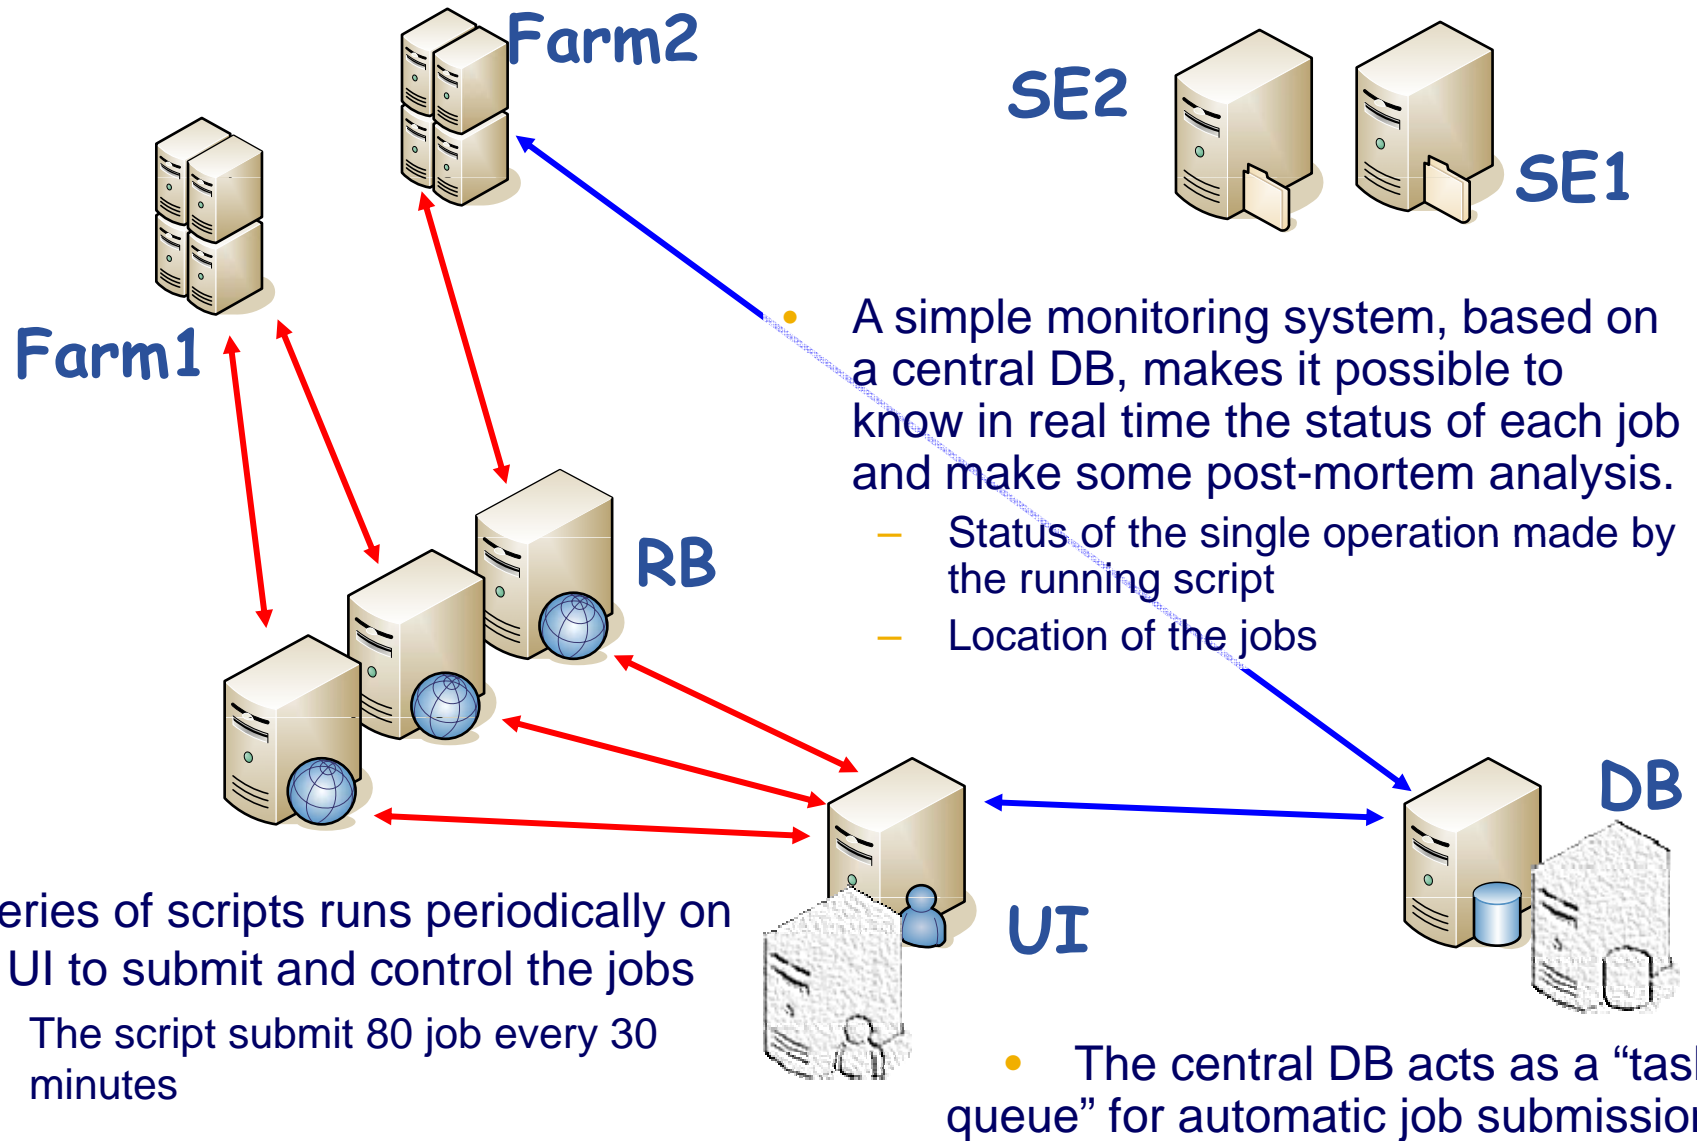 Farm2
SE2
SE1
Farm1
• A simple monitoring system, based on
a central DB, makes it possible to
know in real time the status of each job
and make some post-mortem analysis.
– Status of the single operation made by
the running script
– Location of the jobs
RB
DB
UI
eries of scripts runs periodically on
UI to submit and control the jobs
The script submit 80 job every 30
minutes
• The central DB acts as a “task
queue” for automatic job submission